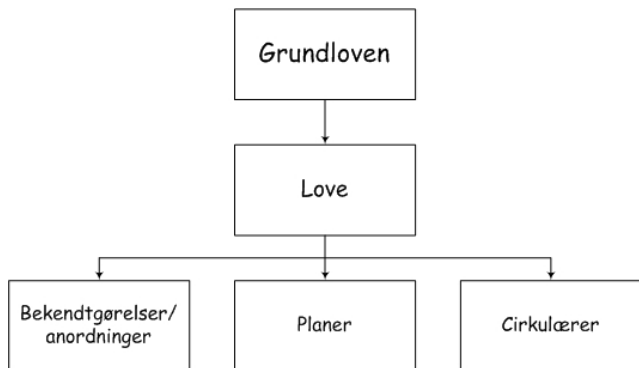 Grundloven
Love
Bekendtgørelser/
anordninger
Planer
Cirkulærer